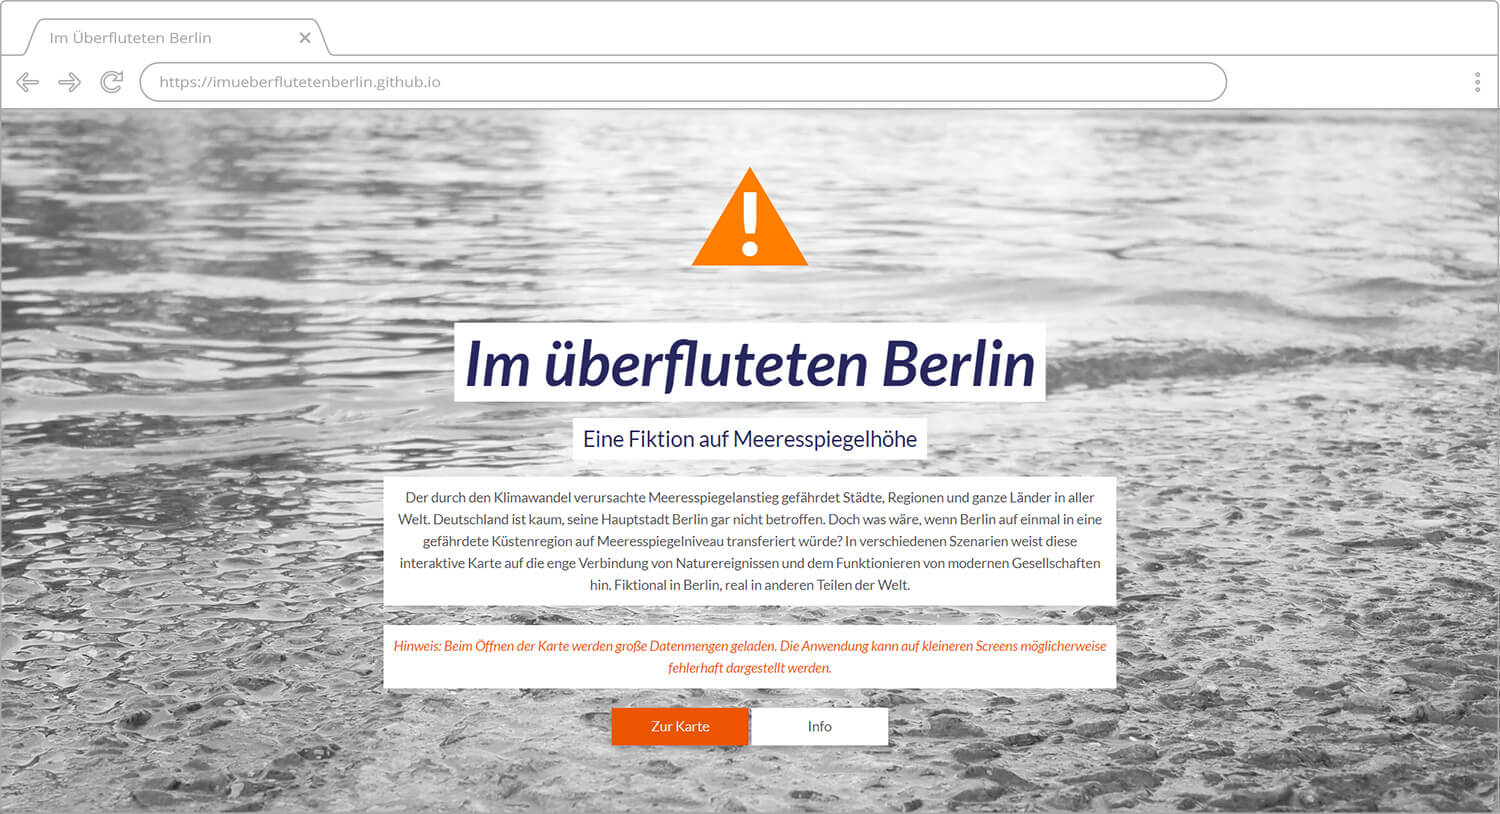 Im Überfluteten Berlin
https://imueberflutetenberlin.github.io
Im überfluteten Berlin
Eine Fiktion auf Meeresspiegelhöhe
Der durch den Klimawandel verursachte Meeresspiegelanstieg gefährdet Städte, Regionen und ganze Länder in aller
Welt. Deutschland ist kaum, seine Hauptstadt Berlin gar nicht betroffen. Doch was wäre, wenn Berlin auf einmal in eine
gefährdete Küstenregion auf Meeresspiegelniveau transferiert würde? In verschiedenen Szenarien weist diese
interaktive Karte auf die enge Verbindung von Naturereignissen und dem Funktionieren von modernen Gesellschaften
hin. Fiktional in Berlin, real in anderen Teilen der Welt.
Hinweis: Beim Öffnen der Karte werden große Datenmengen geladen. Die Anwendung kann auf kleineren Screens möglicherweise
fehlerhaft dargestellt werden.
Zur Karte
Info